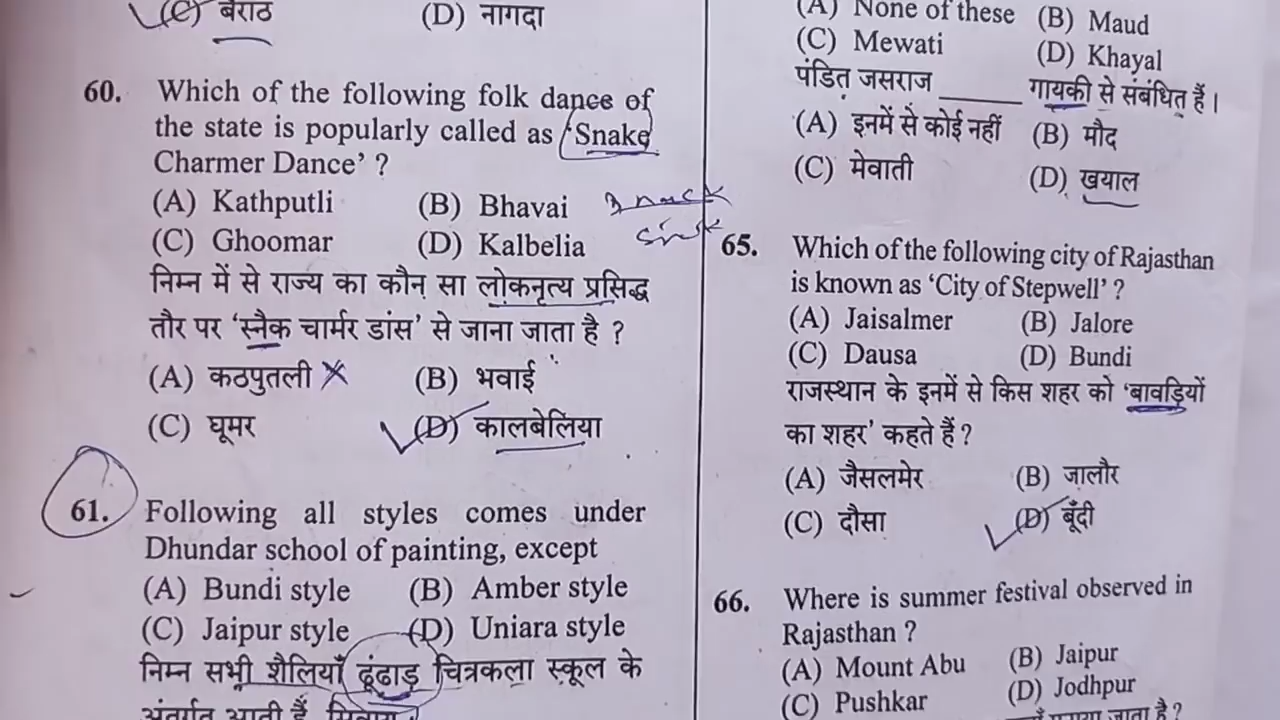 (C) बैराठ (D) नागदा
60. Which of the following folk dance of
the state is popularly called as 'Snake
Charmer Dance' ?
(A) Kathputli (B) Bhavai
(C) Ghoomar (D) Kalbelia
निम्न में से राज्य का कौन सा लोकनृत्य प्रसिद्ध
तौर पर 'स्नैक चार्मर डांस' से जाना जाता है ?
(A) कठपुतली (B) भवाई
(C) घूमर (D) कालबेलिया
61. Following all styles comes under
Dhundar school of painting, except
(A) Bundi style (B) Amber style
(C) Jaipur style (D) Uniara style
निम्न सभी शैलियाँ ढूंढाड़ चित्रकला स्कूल के
अंतर्गत आती हैं, सिवाय
(A) None of these (B) Maud
(C) Mewati (D) Khayal
पंडित जसराज ______ गायकी से संबंधित हैं।
(A) इनमें से कोई नहीं (B) मौद
(C) मेवाती (D) खयाल
65. Which of the following city of Rajasthan
is known as 'City of Stepwell' ?
(A) Jaisalmer (B) Jalore
(C) Dausa (D) Bundi
राजस्थान के इनमें से किस शहर को 'बावड़ियों
का शहर' कहते हैं ?
(A) जैसलमेर (B) जालौर
(C) दौसा (D) बूँदी
66. Where is summer festival observed in
Rajasthan ?
(A) Mount Abu (B) Jaipur
(C) Pushkar (D) Jodhpur
जाता है ?